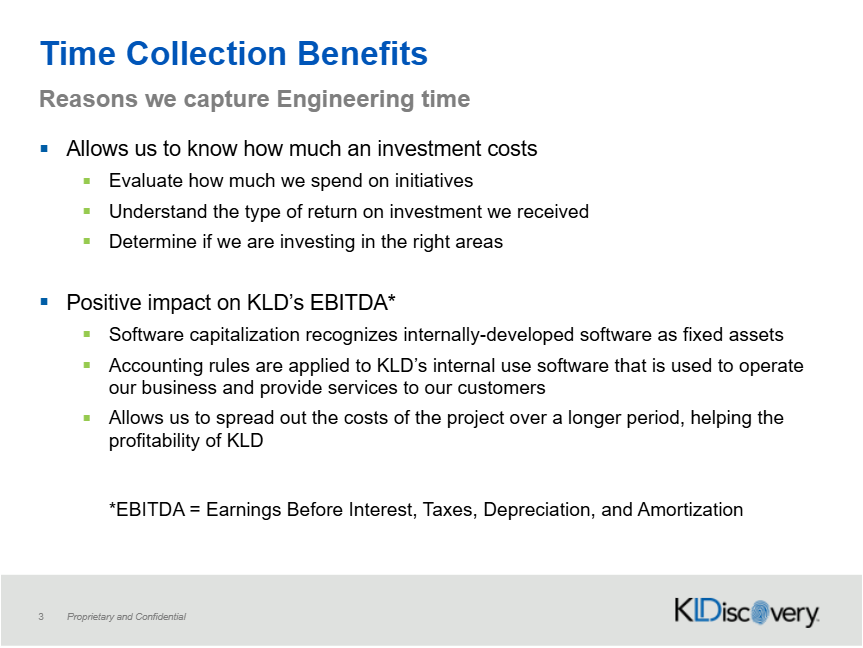 Time Collection Benefits
Reasons we capture Engineering time
▪ Allows us to know how much an investment costs
▪ Evaluate how much we spend on initiatives
▪ Understand the type of return on investment we received
▪ Determine if we are investing in the right areas
▪ Positive impact on KLD’s EBITDA*
▪ Software capitalization recognizes internally-developed software as fixed assets
▪ Accounting rules are applied to KLD’s internal use software that is used to operate
our business and provide services to our customers
▪ Allows us to spread out the costs of the project over a longer period, helping the
profitability of KLD
*EBITDA = Earnings Before Interest, Taxes, Depreciation, and Amortization
3 Proprietary and Confidential
KLDiscovery